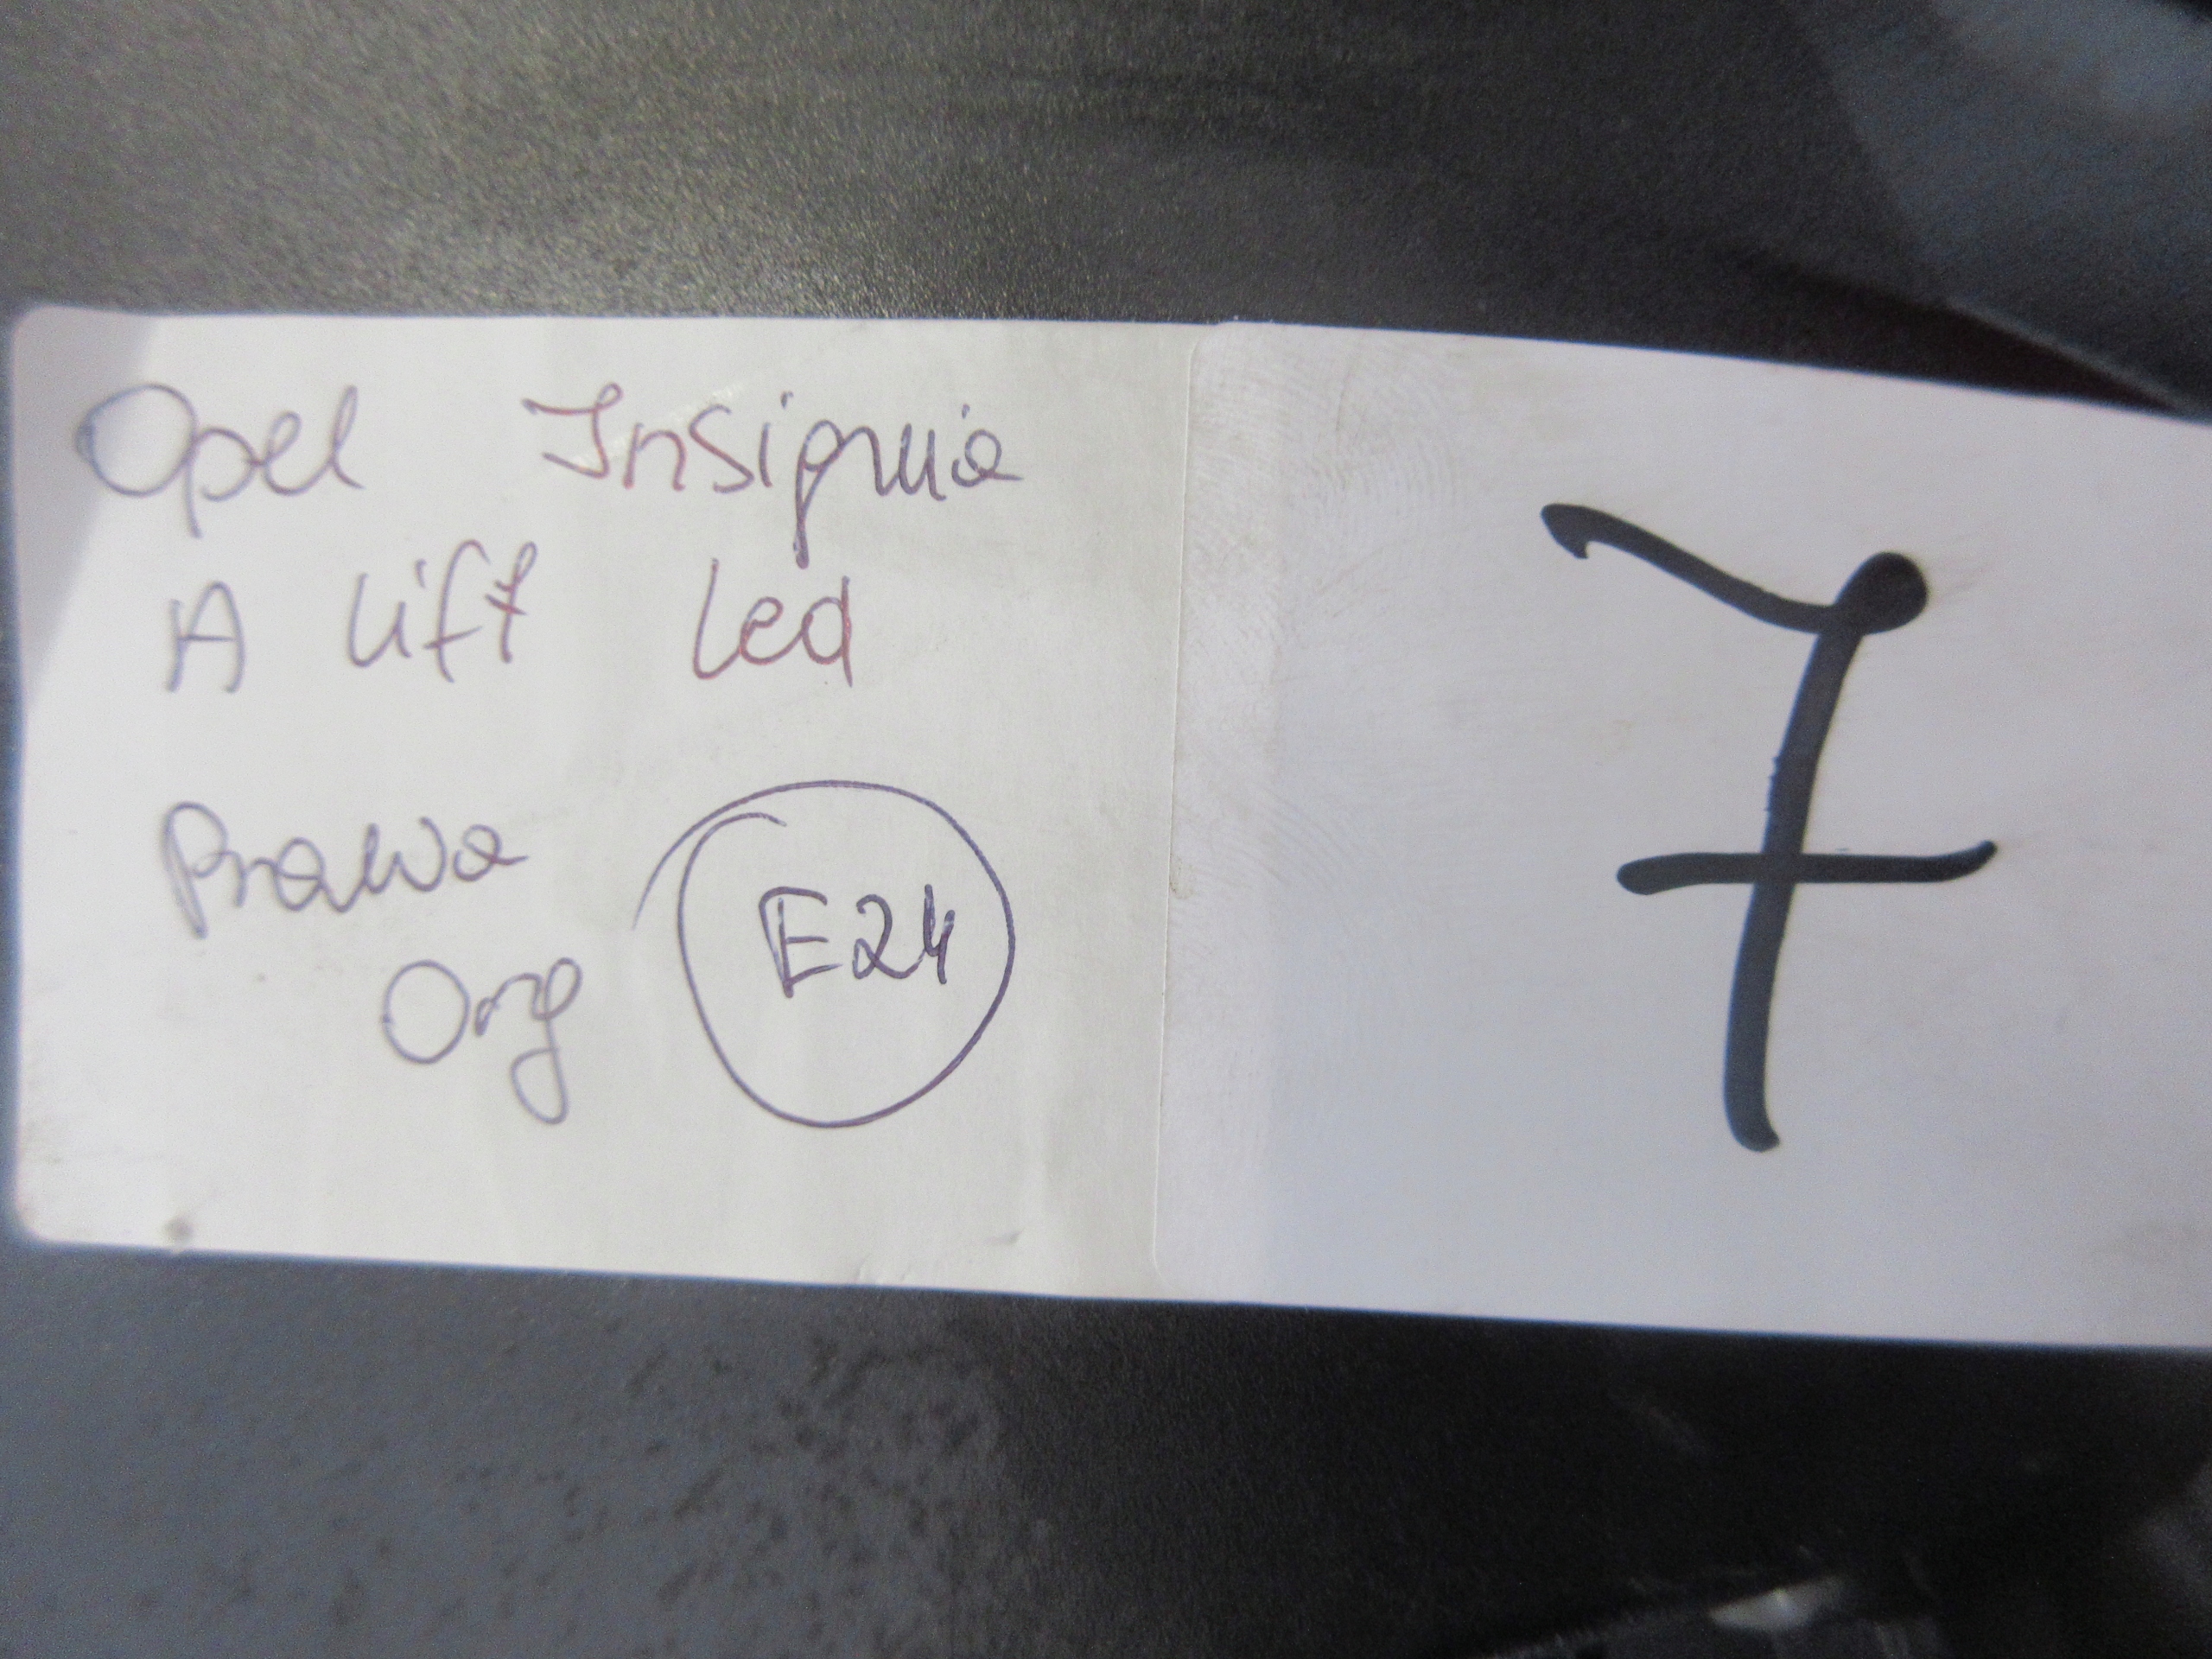 Opel Insignia
A lift Led
Prawa
Org
E24
7